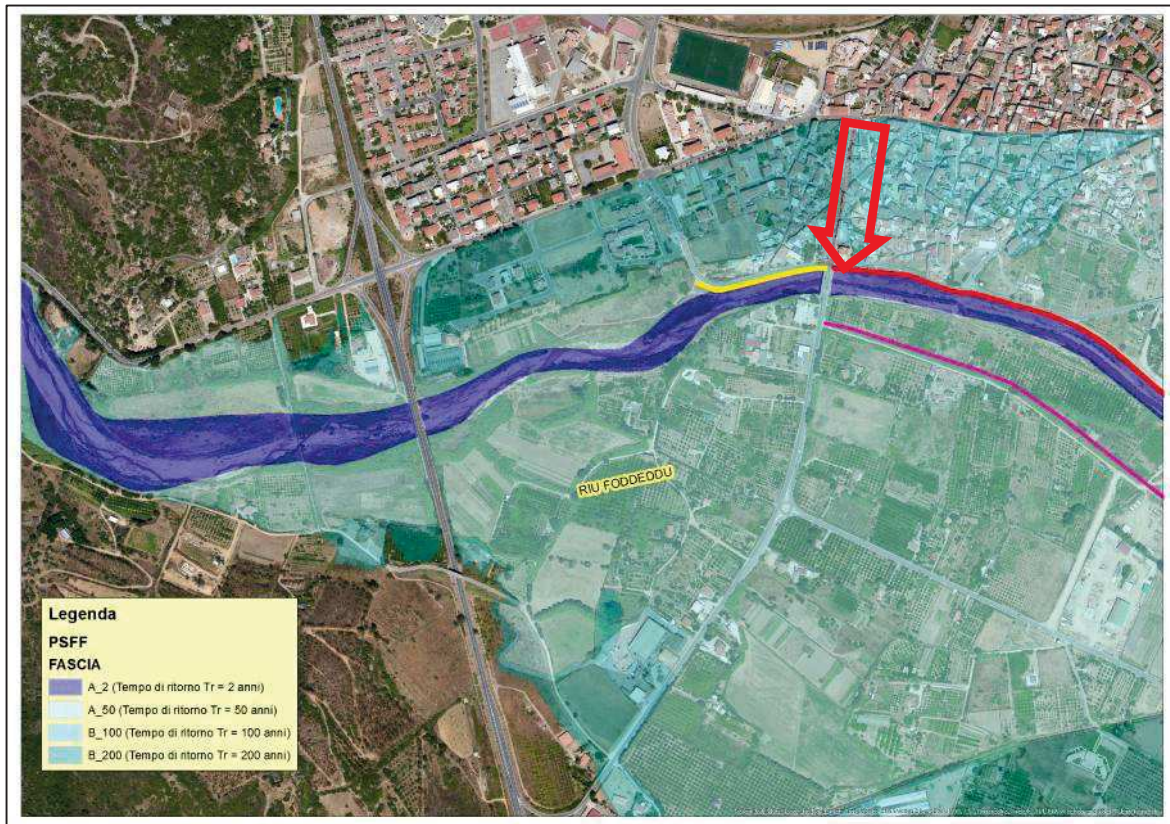 RIU FODDEDDU
Legenda
PSFF
FASCIA
A_2 (Tempo di ritorno Tr = 2 anni)
A_50 (Tempo di ritorno Tr = 50 anni)
B_100 (Tempo di ritorno Tr = 100 anni)
B_200 (Tempo di ritorno Tr = 200 anni)